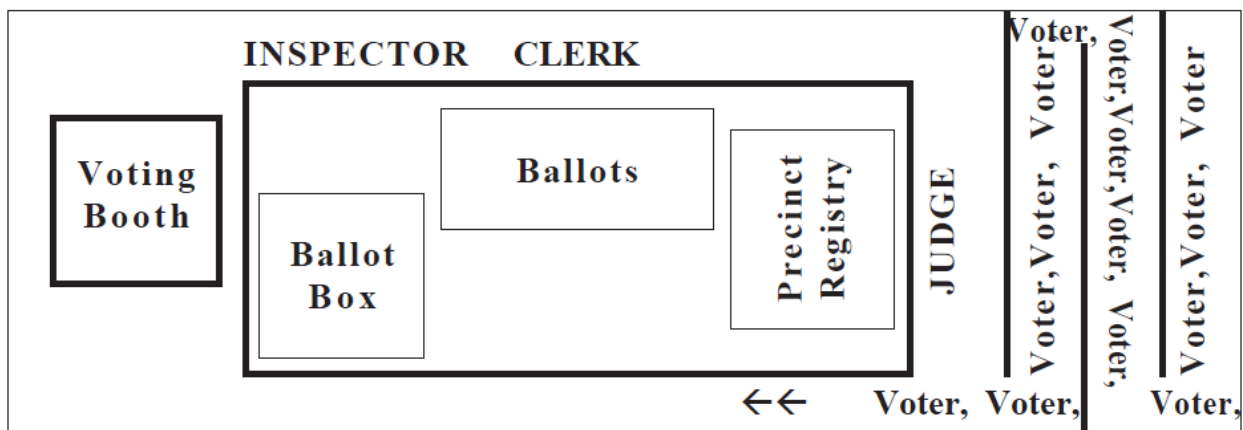 INSPECTOR CLERK
Voting
Booth
Ballot
Box
Ballots
Precinct
Registry
JUDGE
←← Voter, Voter,
Voter,Voter, Voter,
Voter,
Voter,Voter,Voter, Voter,
Voter,Voter, Voter
Voter,